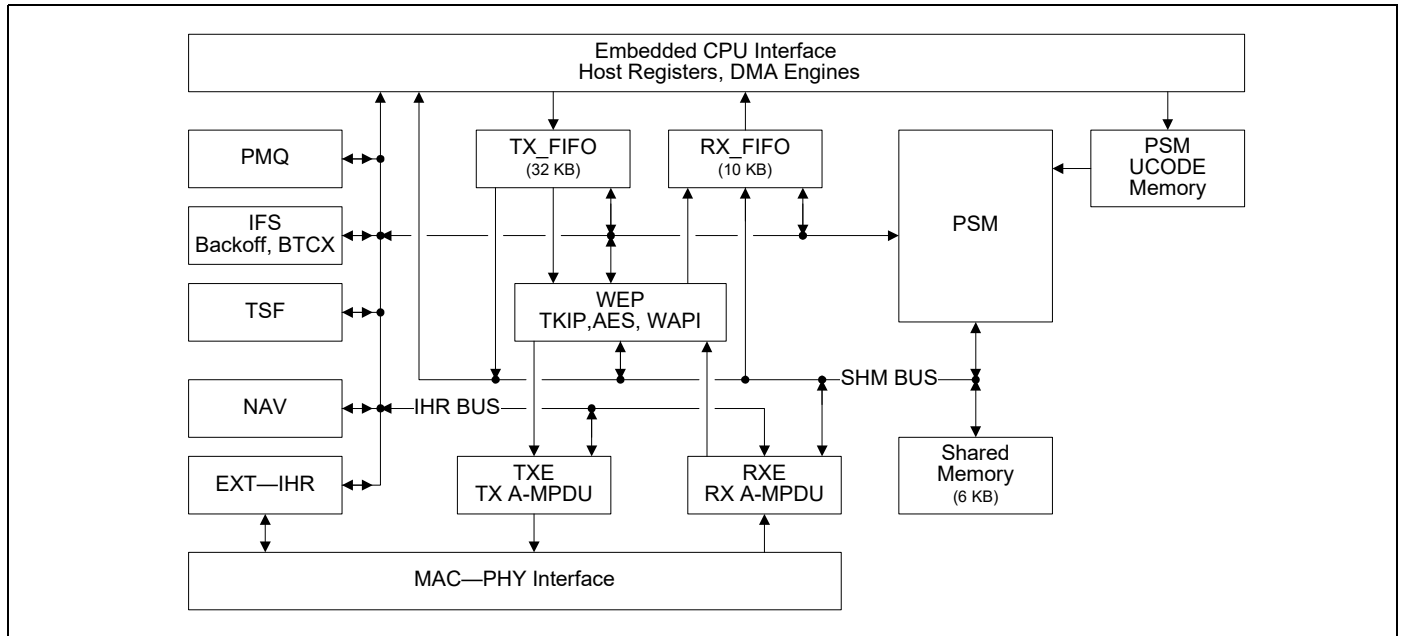 Embedded CPU Interface
Host Registers, DMA Engines
PMQ
TX_FIFO
(32 KB)
RX_FIFO
(10 KB)
PSM
UCODE
Memory
IFS
Backoff, BTCX
PSM
TSF
WEP
TKIP,AES, WAPI
SHM BUS
NAV
IHR BUS
EXT—IHR
TXE
TX A-MPDU
RXE
RX A-MPDU
Shared
Memory
(6 KB)
MAC—PHY Interface